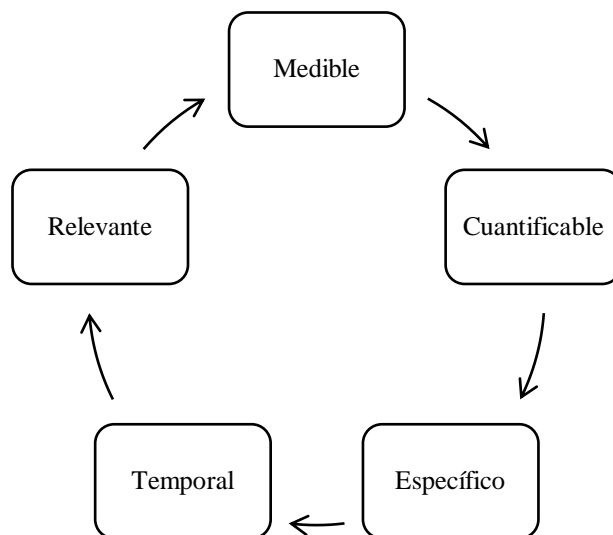 Medible
Relevante
Cuantificable
Temporal
Específico